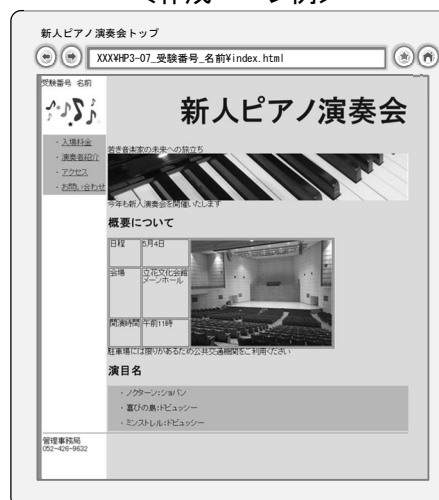 <作成ページ例>
新人ピアノ演奏会トップ
XXX¥HP3-07_受験番号_名前¥index.html
受験番号 名前
新人ピアノ演奏会
・入場料金
・演奏者紹介
・アクセス
・お問い合わせ
若き音楽家の未来への旅立ち
今年も新人演奏会を開催いたします
概要について
日程 5月4日
会場 立花文化会館
メーンホール
開演時間 午前11時
駐車場には限りがあるため公共交通機関をご利用ください
演目名
・ノクターン:ショパン
・喜びの島:ドビュッシー
・ミンストレル:ドビュッシー
管理事務局
052-426-9632